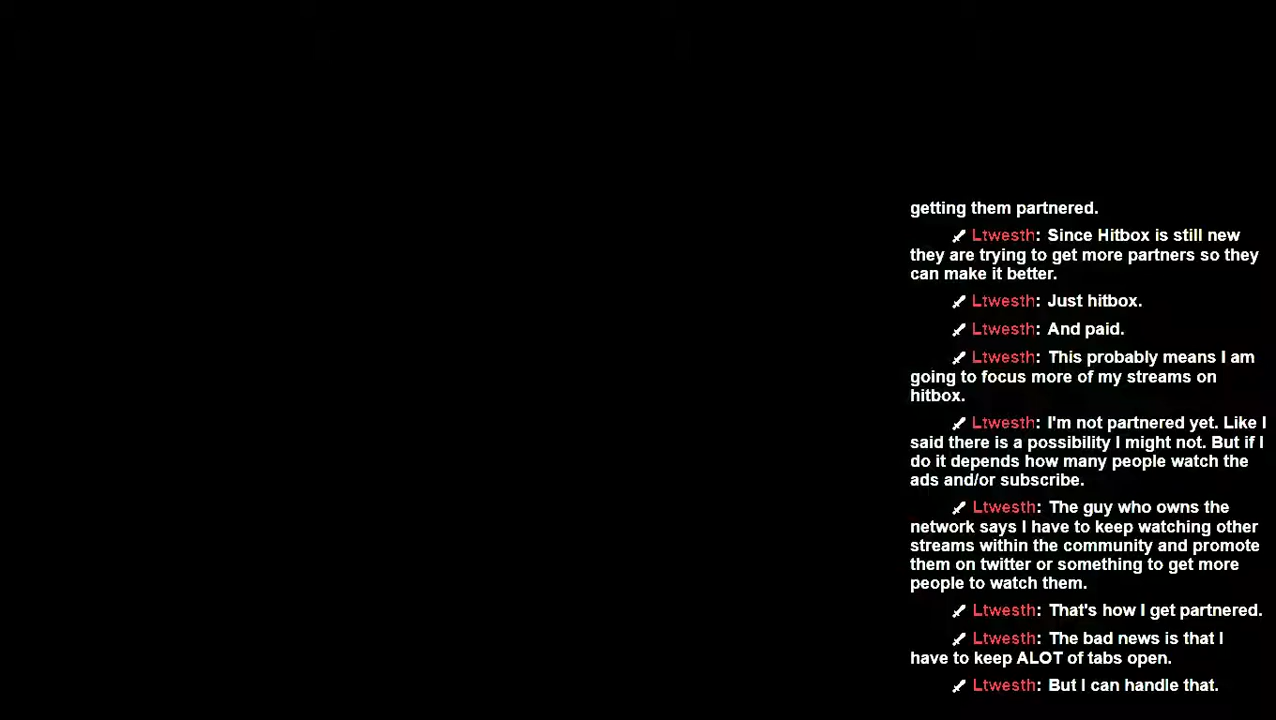 getting them partnered.
Ltwesth: Since Hitbox is still new
they are trying to get more partners so they
can make it better.
Ltwesth: Just hitbox.
Ltwesth: And paid.
Ltwesth: This probably means I am
going to focus more of my streams on
hitbox.
Ltwesth: I'm not partnered yet. Like I
said there is a possibility I might not. But if I
do it depends how many people watch the
ads and/or subscribe.
Ltwesth: The guy who owns the
network says I have to keep watching other
streams within the community and promote
them on twitter or something to get more
people to watch them.
Ltwesth: That's how I get partnered.
Ltwesth: The bad news is that I
have to keep ALOT of tabs open.
Ltwesth: But I can handle that.